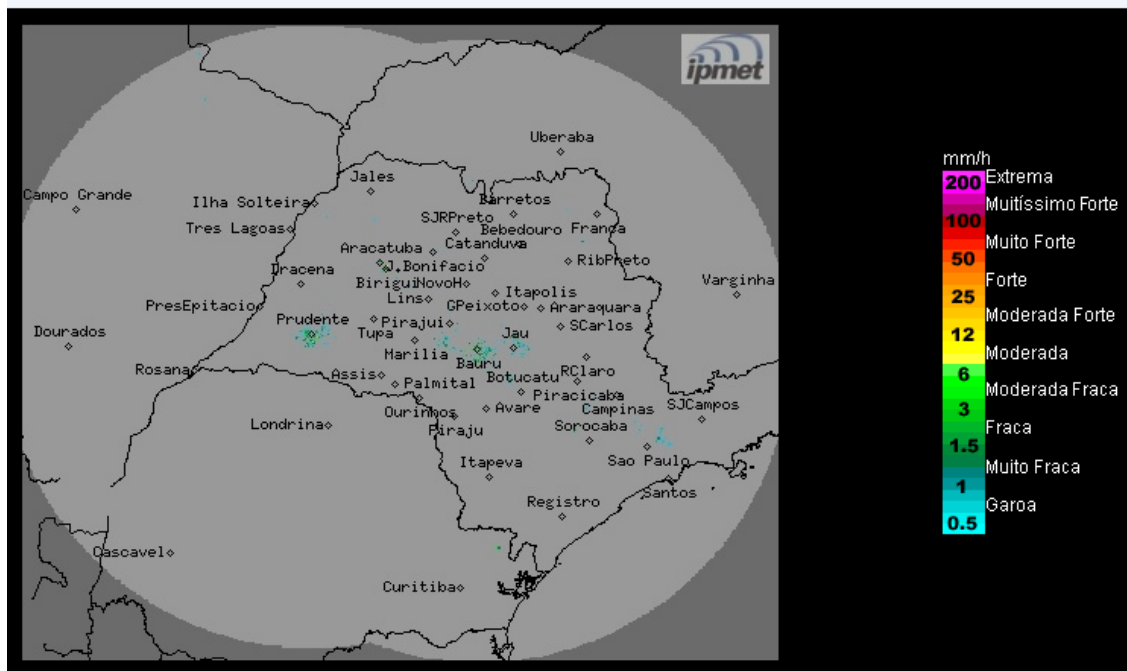 ipmet
Uberaba
Jales
Campo Grande
Ilha Solteira
Barretos
SJRPreto
Tres Lagoas
Bebedouro
Franca
Aracatuba
Catanduva
Dracena
J.Bonifacio
RibPreto
Birigui
NovoH
Varginha
Itapolis
Lins
PresEpitacio
GPeixoto
Araraquara
Prudente
Pirajui
SCarlos
Dourados
Tupa
Jau
Marilia
Bauru
Rosana
Assis
RClaro
Palmital
Botucatu
Piracicaba
Ourinhos
Avare
Campinas
SJCampos
Londrina
Piraju
Sorocaba
Sao Paulo
Itapeva
Santos
Registro
Cascavel
Curitiba
mm/h
200 Extrema
Muitíssimo Forte
100
Muito Forte
50
Forte
25
Moderada Forte
12
Moderada
6
Moderada Fraca
3
Fraca
1.5
Muito Fraca
1
Garoa
0.5